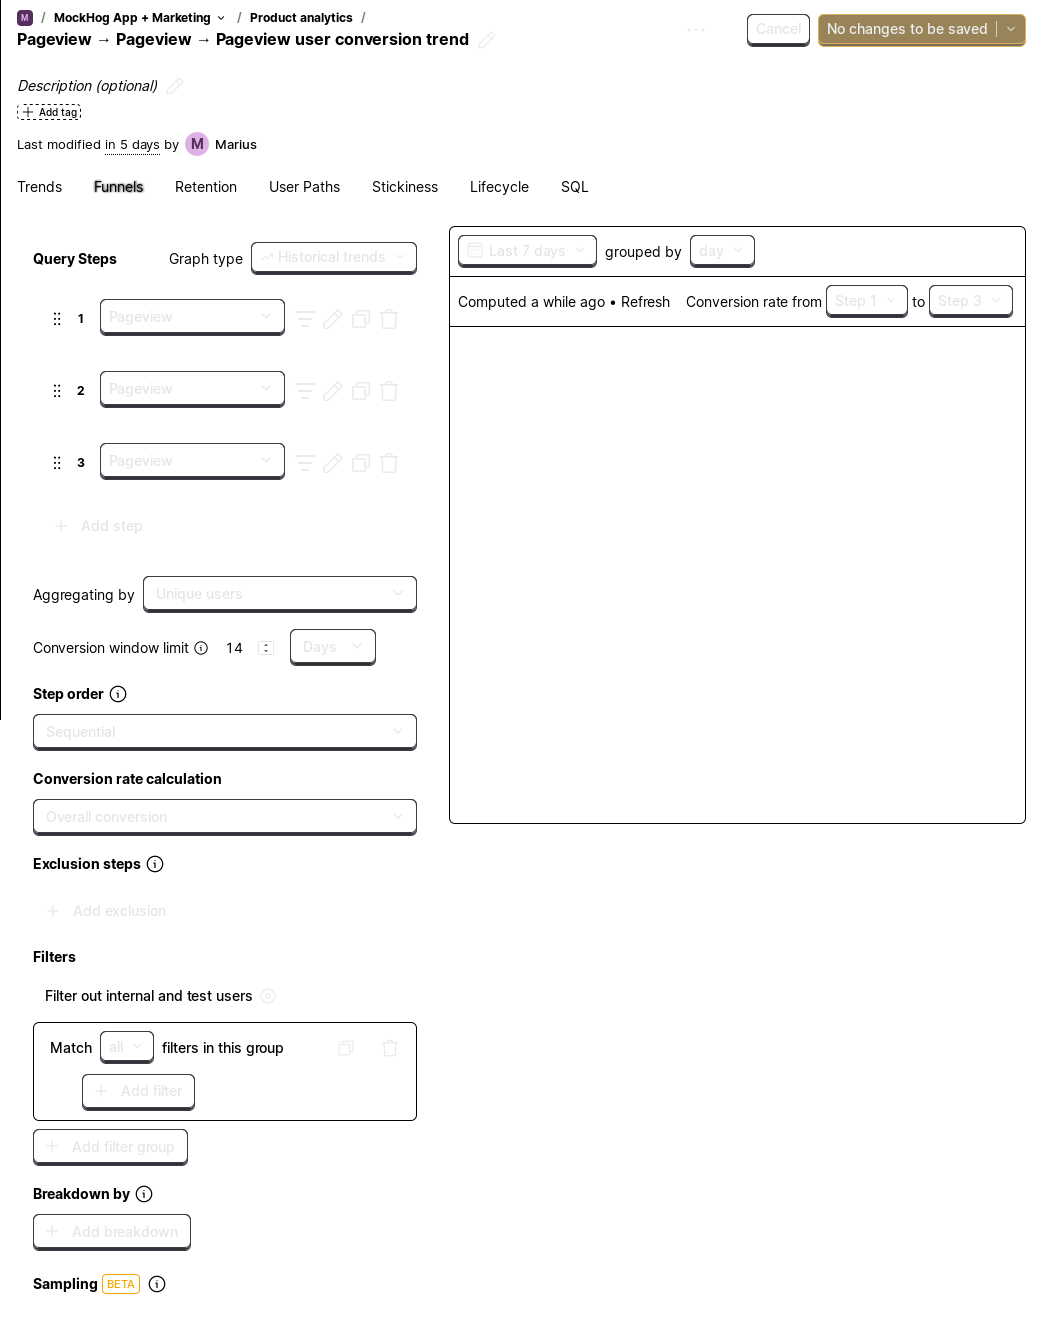 M / MockHog App + Marketing / Product analytics /
Pageview → Pageview → Pageview user conversion trend
Cancel
No changes to be saved
Description (optional)
Add tag
Last modified in 5 days by M Marius
Trends Funnels Retention User Paths Stickiness Lifecycle SQL
Query Steps Graph type Historical trends
1 Pageview
2 Pageview
3 Pageview
Add step
Aggregating by Unique users
Conversion window limit 14 Days
Step order
Sequential
Conversion rate calculation
Overall conversion
Exclusion steps
Add exclusion
Filters
Filter out internal and test users
Match all filters in this group
Add filter
Add filter group
Breakdown by
Add breakdown
Sampling BETA
Last 7 days grouped by day
Computed a while ago • Refresh Conversion rate from Step 1 to Step 3